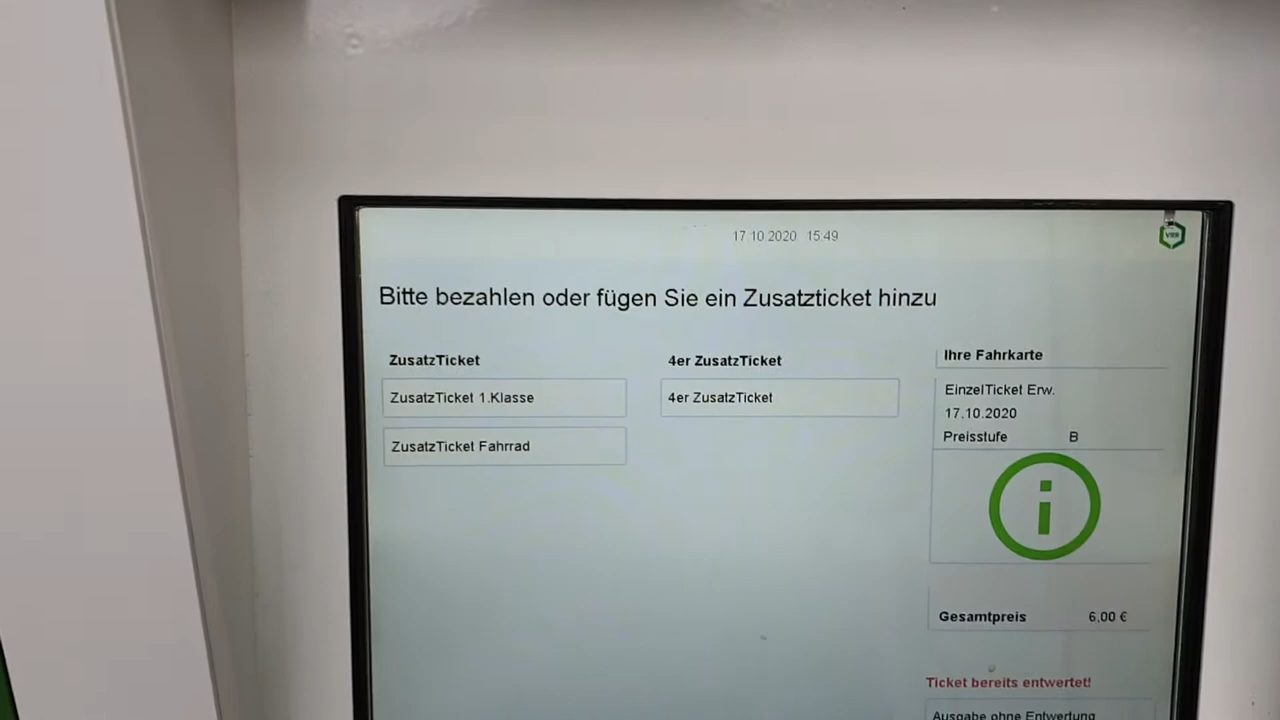 17.10.2020 15:49
VRR
Bitte bezahlen oder fügen Sie ein Zusatzticket hinzu
ZusatzTicket
ZusatzTicket 1.Klasse
ZusatzTicket Fahrrad
4er ZusatzTicket
4er ZusatzTicket
Ihre Fahrkarte
EinzelTicket Erw.
17.10.2020
Preisstufe B
i
Gesamtpreis 6,00 €
Ticket bereits entwertet!
Ausgabe ohne Entwertung